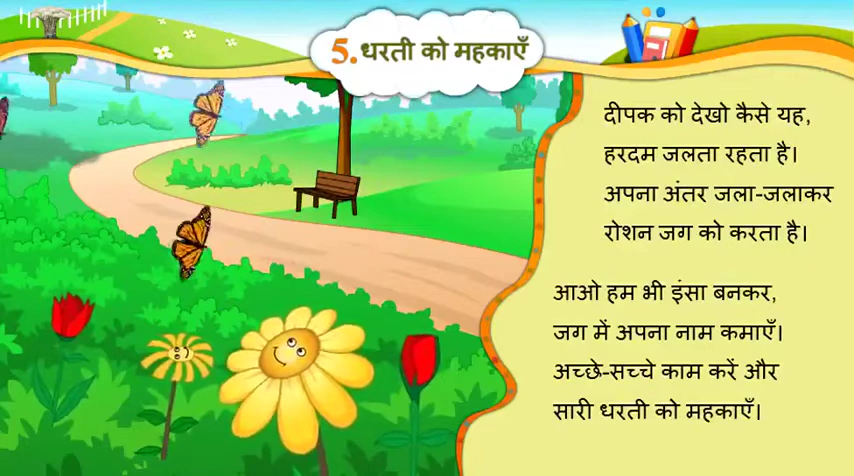 5. धरती को महकाएँ
दीपक को देखो कैसे यह,
हरदम जलता रहता है।
अपना अंतर जला-जलाकर
रोशन जग को करता है।
आओ हम भी इंसा बनकर,
जग में अपना नाम कमाएँ।
अच्छे-सच्चे काम करें और
सारी धरती को महकाएँ।